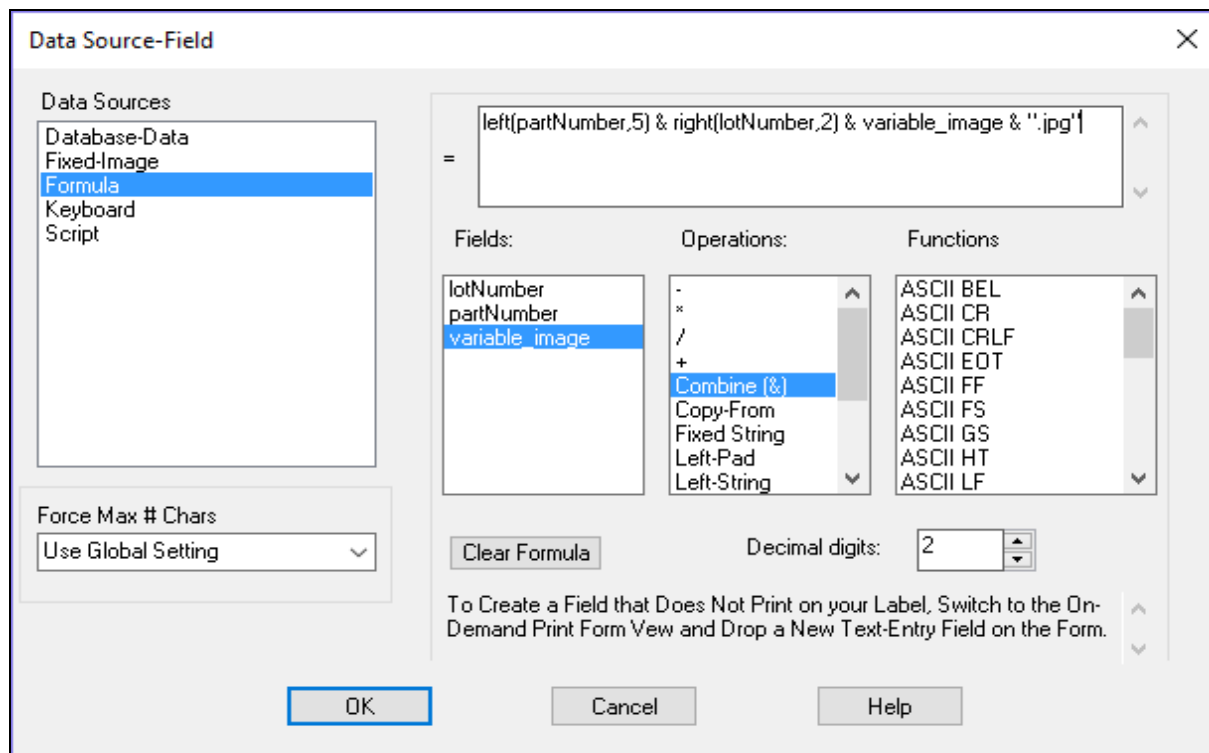 Data Source-Field
Data Sources
Database-Data
Fixed-Image
Formula
Keyboard
Script
Force Max # Chars
Use Global Setting
=
left(partNumber,5) & right(lotNumber,2) & variable_image & ".jpg"
Fields:
lotNumber
partNumber
variable_image
Operations:
-
*
/
+
Combine (&)
Copy-From
Fixed String
Left-Pad
Left-String
Functions
ASCII BEL
ASCII CR
ASCII CRLF
ASCII EOT
ASCII FF
ASCII FS
ASCII GS
ASCII HT
ASCII LF
Clear Formula
Decimal digits:
2
To Create a Field that Does Not Print on your Label, Switch to the On-
Demand Print Form Vew and Drop a New Text-Entry Field on the Form.
OK
Cancel
Help